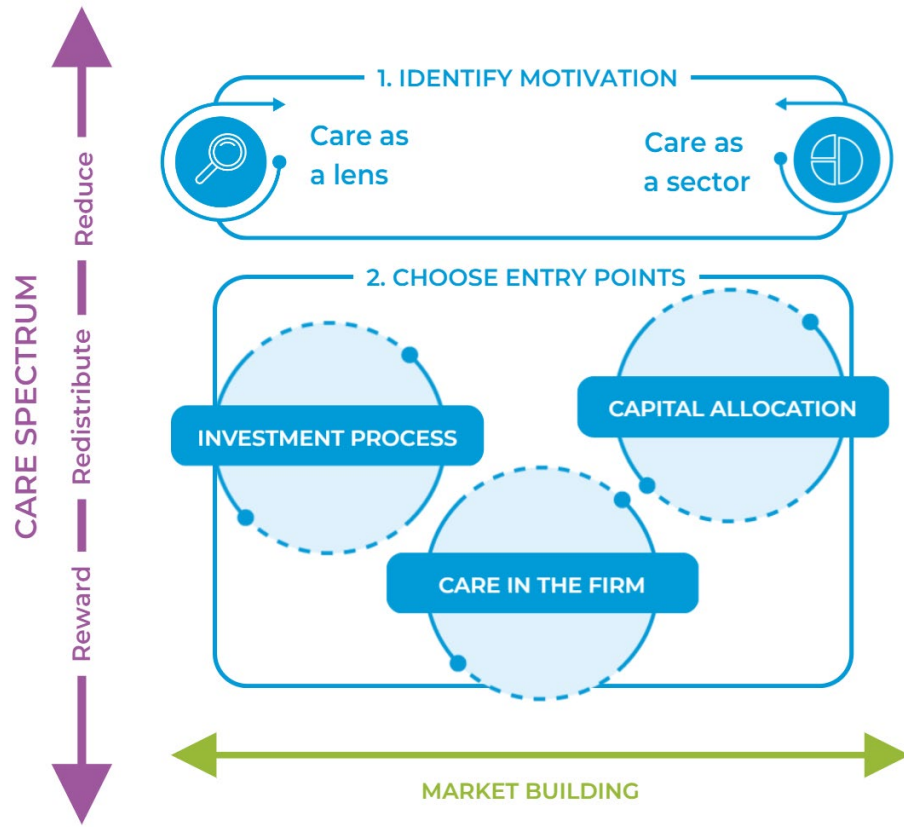 1. IDENTIFY MOTIVATION
Care as
a lens
Care as
a sector
2. CHOOSE ENTRY POINTS
INVESTMENT PROCESS
CAPITAL ALLOCATION
CARE IN THE FIRM
MARKET BUILDING
CARE SPECTRUM
Reward
Redistribute
Reduce